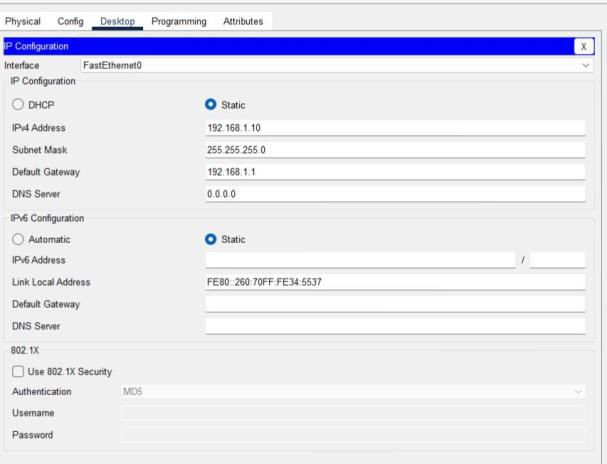 Physical Config Desktop Programming Attributes
IP Configuration X
Interface FastEthernet0
IP Configuration
DHCP Static
IPv4 Address 192.168.1.10
Subnet Mask 255.255.255.0
Default Gateway 192.168.1.1
DNS Server 0.0.0.0
IPv6 Configuration
Automatic Static
IPv6 Address /
Link Local Address FE80::260:70FF:FE34:5537
Default Gateway
DNS Server
802.1X
Use 802.1X Security
Authentication MD5
Username
Password